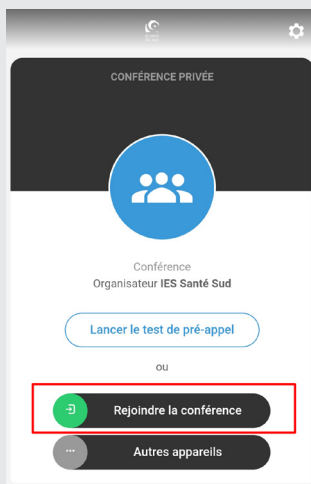 CONFÉRENCE PRIVÉE
Conférence
Organisateur IES Santé Sud
Lancer le test de pré-appel
ou
Rejoindre la conférence
Autres appareils